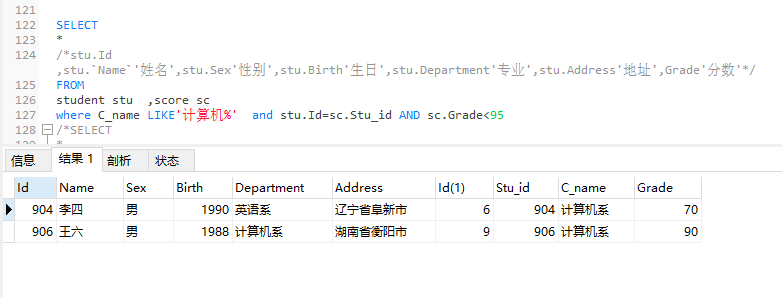 121
122 SELECT
123 *
124 /*stu.Id
,stu.`Name`'姓名',stu.Sex'性别',stu.Birth'生日',stu.Department'专业',stu.Address'地址',Grade'分数'*/
125 FROM
126 student stu  ,score sc
127 where C_name LIKE'计算机%'  and stu.Id=sc.Stu_id AND sc.Grade<95
128 /*SELECT
*
信息 结果 1 剖析 状态
Id Name Sex Birth Department Address Id(1) Stu_id C_name Grade
904 李四 男 1990 英语系 辽宁省阜新市 6 904 计算机系 70
906 王六 男 1988 计算机系 湖南省衡阳市 9 906 计算机系 90